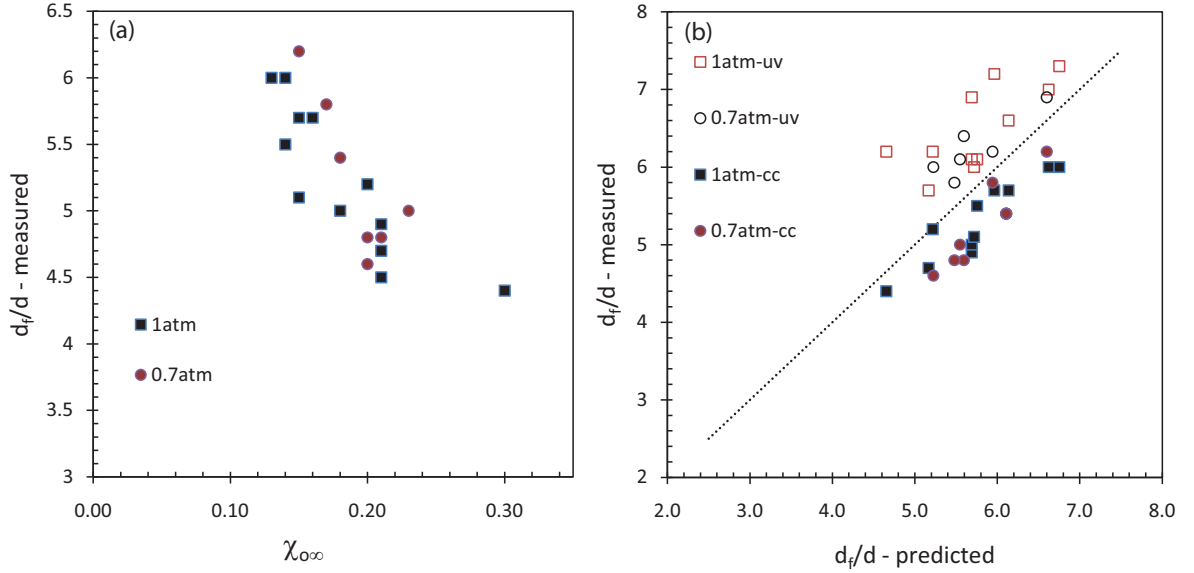 (a)
6.5
6
5.5
5
4.5
4
3.5
3
d_f/d - measured
1atm
0.7atm
0.00 0.10 0.20 0.30
χ_o∞
(b)
8
7
6
5
4
3
2
d_f/d - measured
1atm-uv
0.7atm-uv
1atm-cc
0.7atm-cc
2.0 3.0 4.0 5.0 6.0 7.0 8.0
d_f/d - predicted